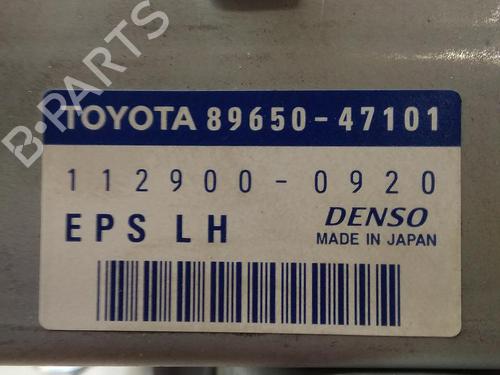 B-PARTS
TOYOTA 89650-47101
112900-0920
EPS LH DENSO
MADE IN JAPAN